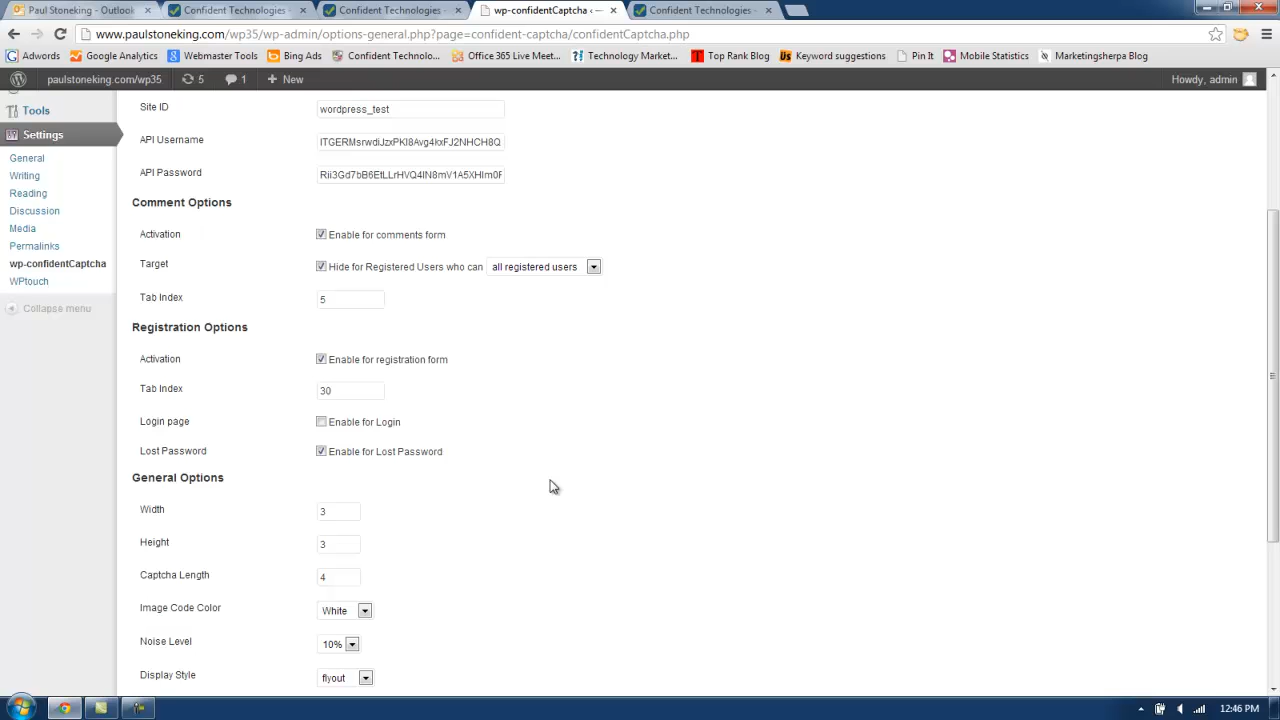 Paul Stoneking - Outlook
Confident Technologies -
Confident Technologies -
wp-confidentCaptcha ‹ —
Confident Technologies -
www.paulstoneking.com/wp35/wp-admin/options-general.php?page=confident-captcha/confidentCaptcha.php
Adwords
Google Analytics
Webmaster Tools
Bing Ads
Confident Technolo...
Office 365 Live Meet...
Technology Market...
Top Rank Blog
Keyword suggestions
Pin It
Mobile Statistics
Marketingsherpa Blog
paulstoneking.com/wp35
5
1
+ New
Howdy, admin
Tools
Settings
General
Writing
Reading
Discussion
Media
Permalinks
wp-confidentCaptcha
WPtouch
Collapse menu
Site ID
wordpress_test
API Username
API Password
Comment Options
Activation
Enable for comments form
Target
Hide for Registered Users who can
all registered users
Tab Index
5
Registration Options
Activation
Enable for registration form
Tab Index
30
Login page
Enable for Login
Lost Password
Enable for Lost Password
General Options
Width
3
Height
3
Captcha Length
4
Image Code Color
White
Noise Level
10%
Display Style
flyout
12:46 PM